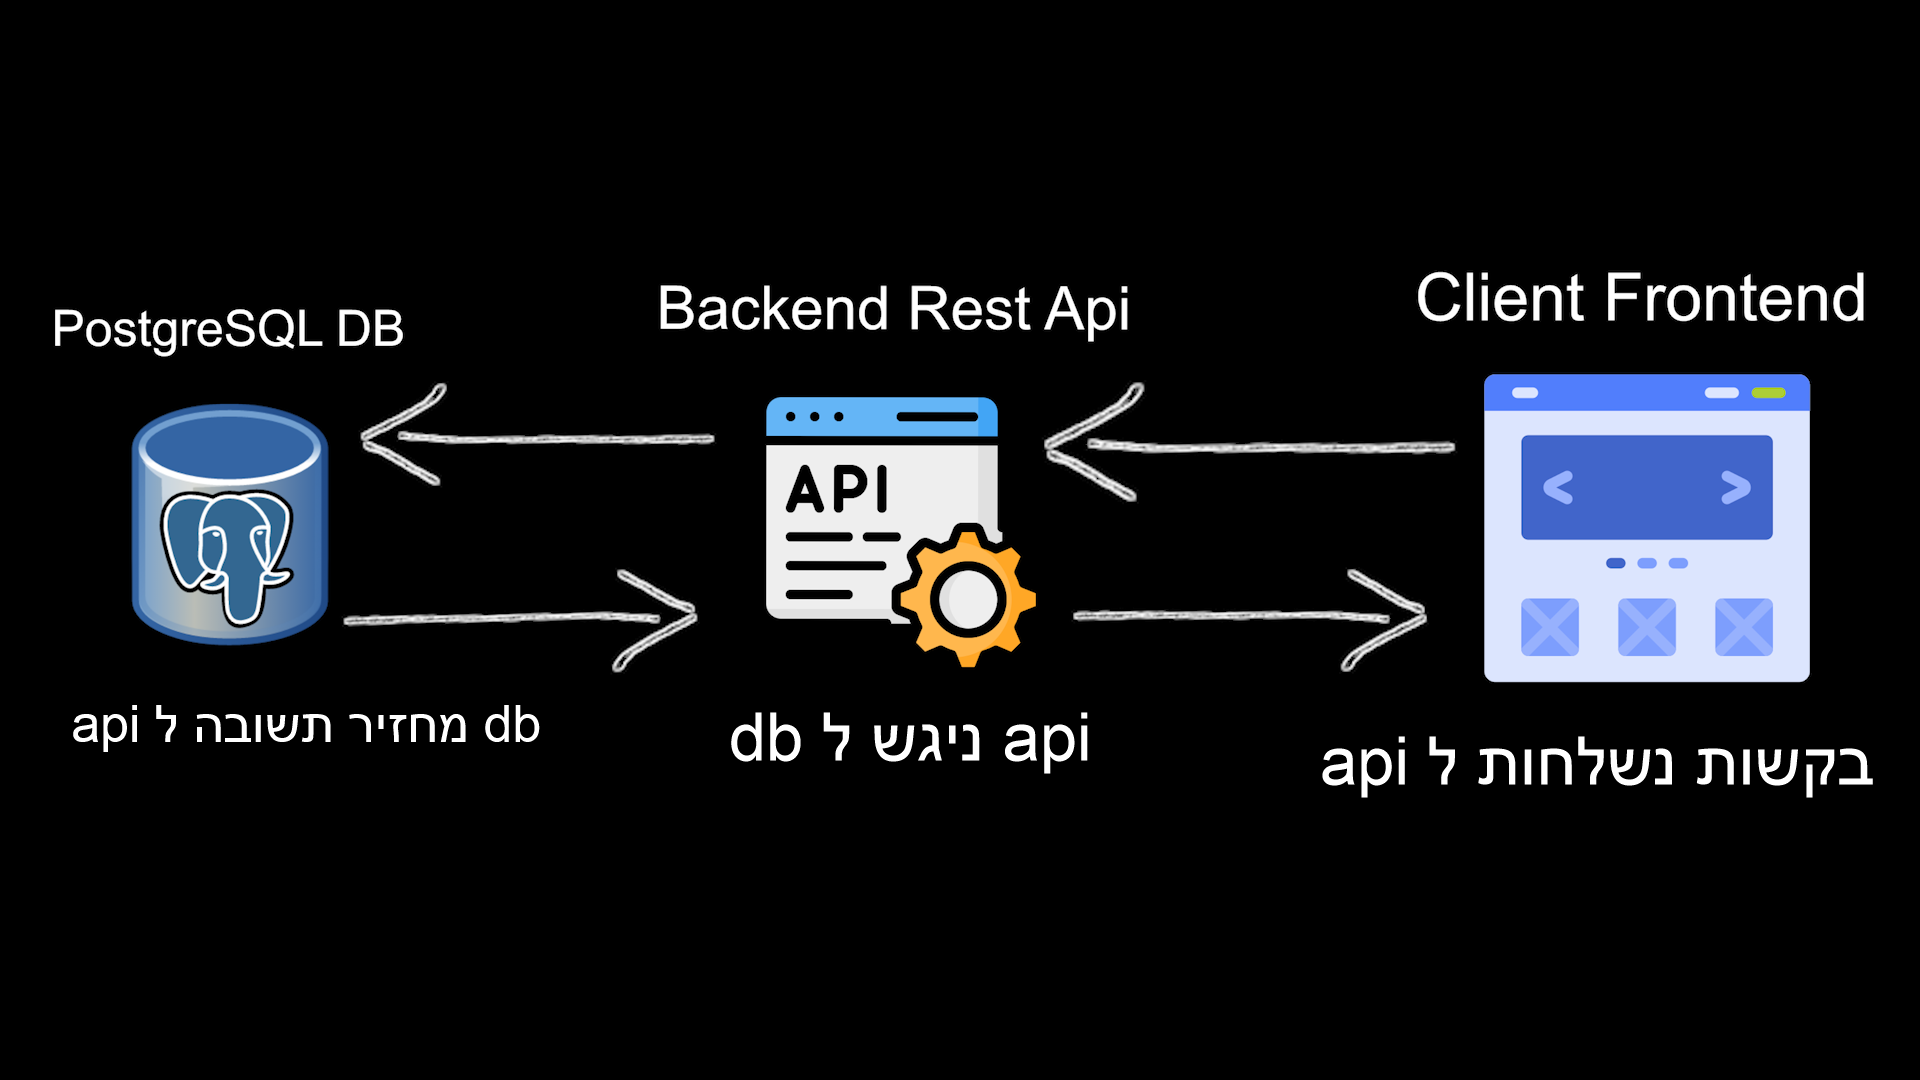 Client Frontend
Backend Rest Api
PostgreSQL DB
API
< >
בקשות נשלחות ל api
api ניגש ל db
db מחזיר תשובה ל api